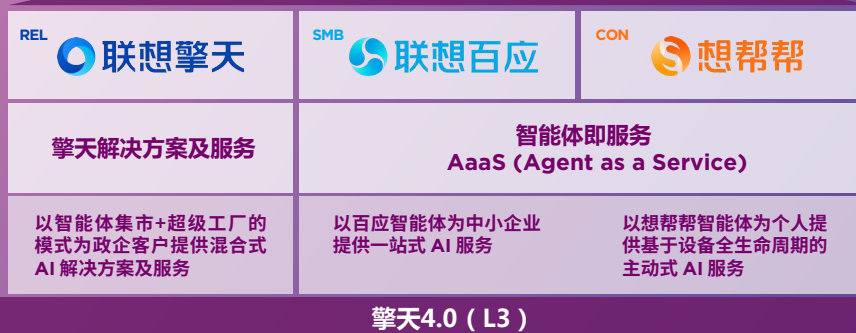 REL
联想擎天
SMB
联想百应
CON
想帮帮
擎天解决方案及服务
智能体即服务
AaaS (Agent as a Service)
以智能体集市+超级工厂的
模式为政企客户提供混合式
AI 解决方案及服务
以百应智能体为中小企业
提供一站式 AI 服务
以想帮帮智能体为个人提
供基于设备全生命周期的
主动式 AI 服务
擎天4.0（L3）